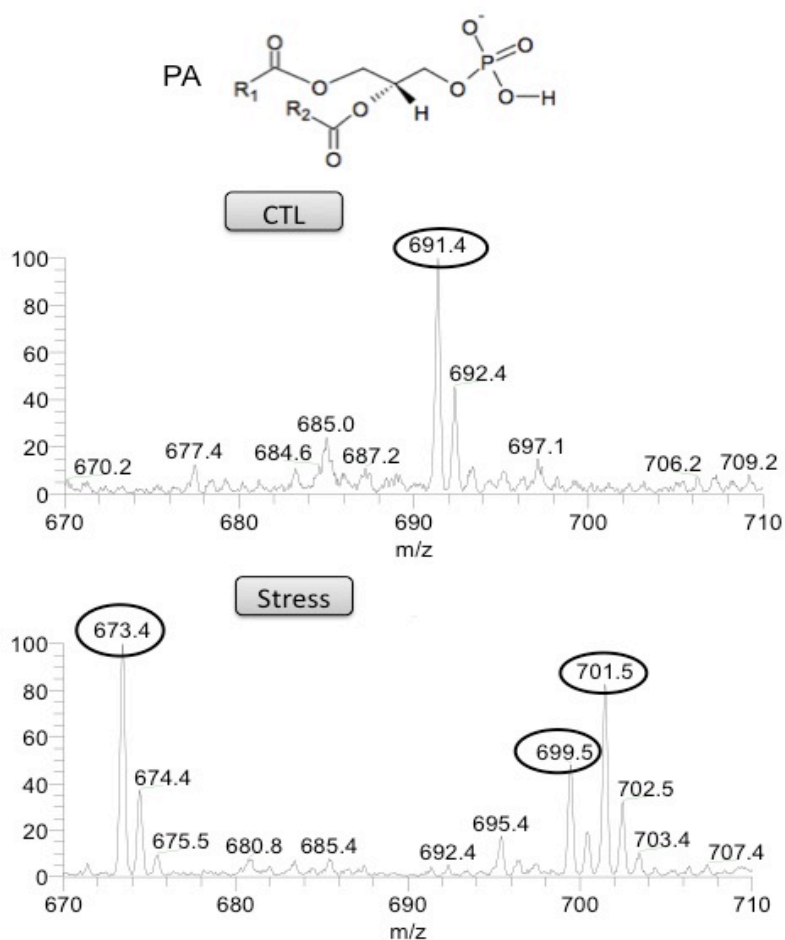 PA
O
O⁻
P
O
R₁
O
R₂
O
H
O
O–H
O
CTL
691.4
100
80
692.4
60
40
685.0
677.4
684.6
687.2
697.1
20
670.2
706.2
709.2
0
670
680
690
700
710
m/z
Stress
673.4
100
701.5
80
60
699.5
674.4
702.5
40
695.4
675.5
680.8
685.4
692.4
703.4
707.4
20
0
670
680
690
700
710
m/z